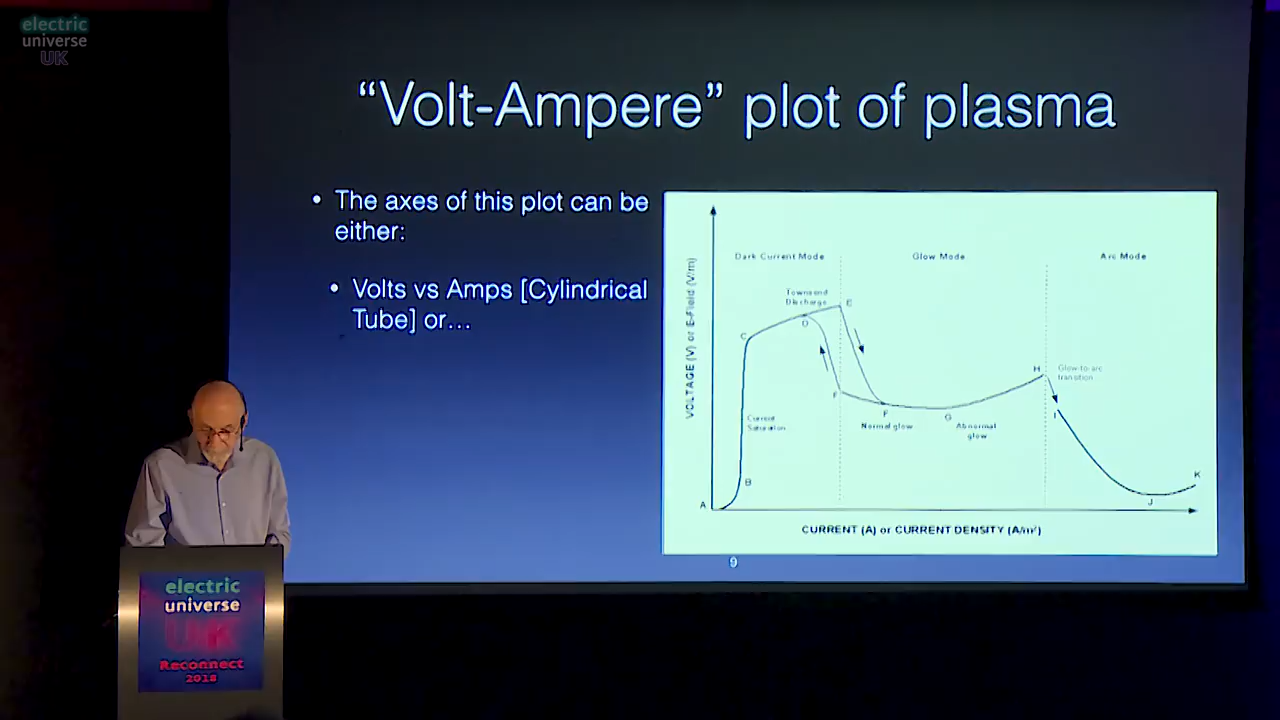 electric
universe
UK
“Volt-Ampere” plot of plasma
• The axes of this plot can be
either:
• Volts vs Amps [Cylindrical
Tube] or…
Dark Current Mode
Glow Mode
Arc Mode
Townsend
Discharge
E
D
C
H
Glow-to-arc
transition
F
F
I
G
Current
Saturation
Normal glow
Abnormal
glow
B
K
A
J
VOLTAGE (V) or E-Field (V/m)
CURRENT (A) or CURRENT DENSITY (A/m²)
9
electric
universe
UK
Reconnect
2018